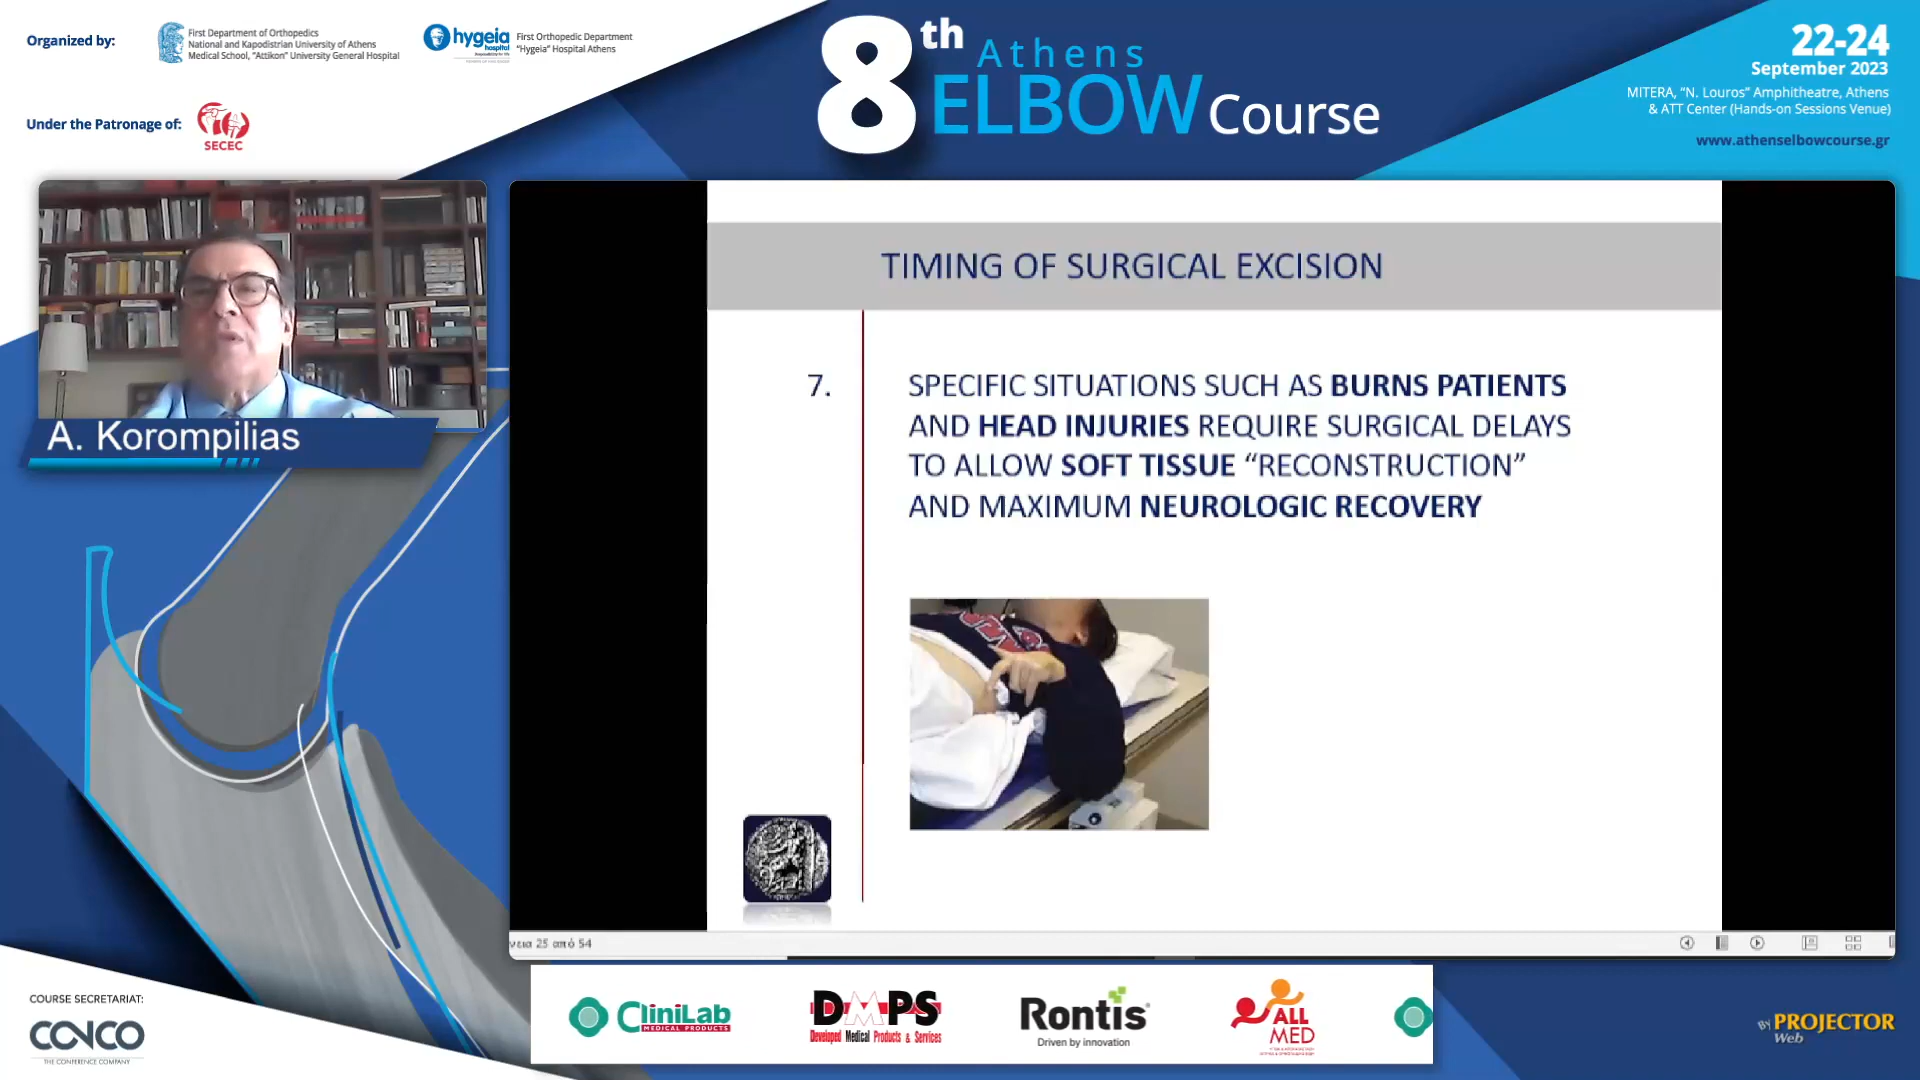 Organized by:
First Department of Orthopedics
National and Kapodistrian University of Athens
Medical School, "Attikon" University General Hospital
hygeia
hospital
First Orthopedic Department
"Hygeia" Hospital Athens
Under the Patronage of:
SECEC
8th Athens
ELBOW Course
22-24
September 2023
MITERA, "N. Louros" Amphitheatre, Athens
& ATT Center (Hands-on Sessions Venue)
www.athenselbowcourse.gr
A. Korompilias
TIMING OF SURGICAL EXCISION
7.
SPECIFIC SITUATIONS SUCH AS BURNS PATIENTS
AND HEAD INJURIES REQUIRE SURGICAL DELAYS
TO ALLOW SOFT TISSUE “RECONSTRUCTION”
AND MAXIMUM NEUROLOGIC RECOVERY
νεια 25 από 54
COURSE SECRETARIAT:
CONCO
THE CONFERENCE COMPANY
CLINILAB
MEDICAL PRODUCTS
DMPS
Developed Medical Products & Services
Rontis
Driven by innovation
ALL
MED
BY PROJECTOR
Web